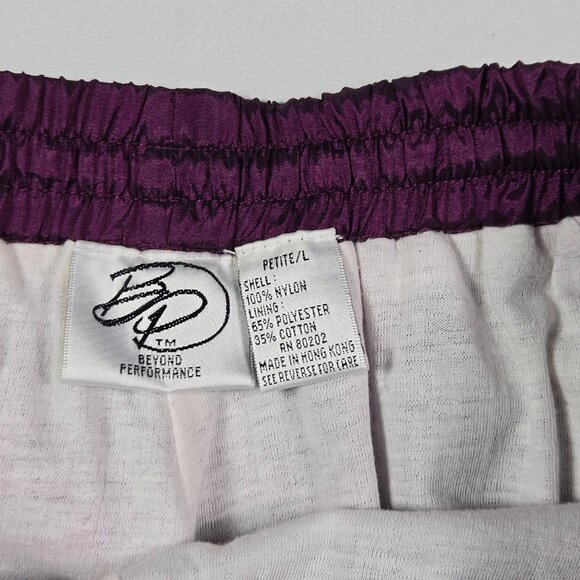 BP
TM
BEYOND
PERFORMANCE
PETITE/L
SHELL:
100% NYLON
LINING:
65% POLYESTER
35% COTTON
RN 80202
MADE IN HONG KONG
SEE REVERSE FOR CARE